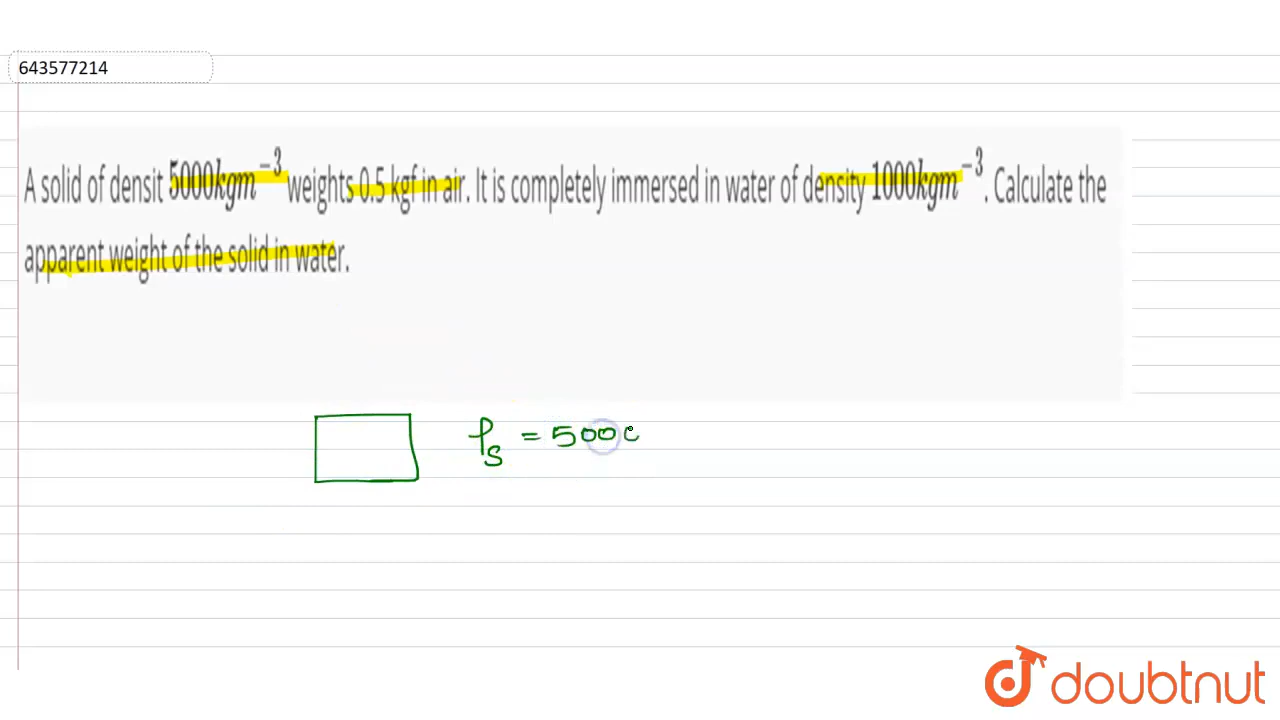 643577214
A solid of densit 5000kgm⁻³ weights 0.5 kgf in air. It is completely immersed in water of density 1000kgm⁻³. Calculate the
apparent weight of the solid in water.
ρₛ = 5000
doubtnut